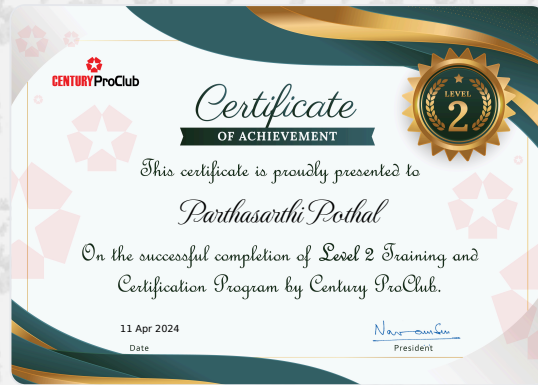 CENTURY ProClub
Certificate
OF ACHIEVEMENT
LEVEL
2
This certificate is proudly presented to
Parthasarthi Pothal
On the successful completion of Level 2 Training and
Certification Program by Century ProClub.
11 Apr 2024
Date
President